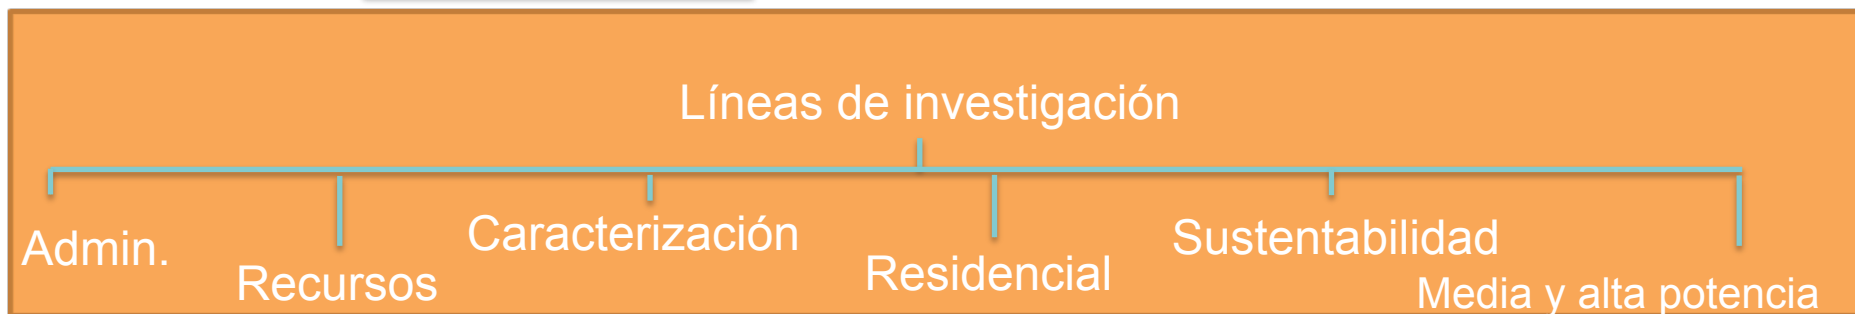 Líneas de investigación
Admin.
Recursos
Caracterización
Residencial
Sustentabilidad
Media y alta potencia